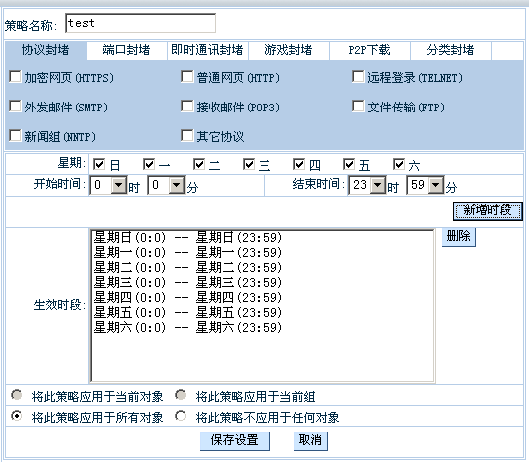 策略名称: test
协议封堵 端口封堵 即时通讯封堵 游戏封堵 P2P下载 分类封堵
加密网页(HTTPS) 普通网页(HTTP) 远程登录(TELNET)
外发邮件(SMTP) 接收邮件(POP3) 文件传输(FTP)
新闻组(NNTP) 其它协议
星期: 日 一 二 三 四 五 六
开始时间: 0 时 0 分 结束时间: 23 时 59 分
新增时段
生效时段: 删除
星期日(0:0) -- 星期日(23:59)
星期一(0:0) -- 星期一(23:59)
星期二(0:0) -- 星期二(23:59)
星期三(0:0) -- 星期三(23:59)
星期四(0:0) -- 星期四(23:59)
星期五(0:0) -- 星期五(23:59)
星期六(0:0) -- 星期六(23:59)
将此策略应用于当前对象 将此策略应用于当前组
将此策略应用于所有对象 将此策略不应用于任何对象
保存设置 取消